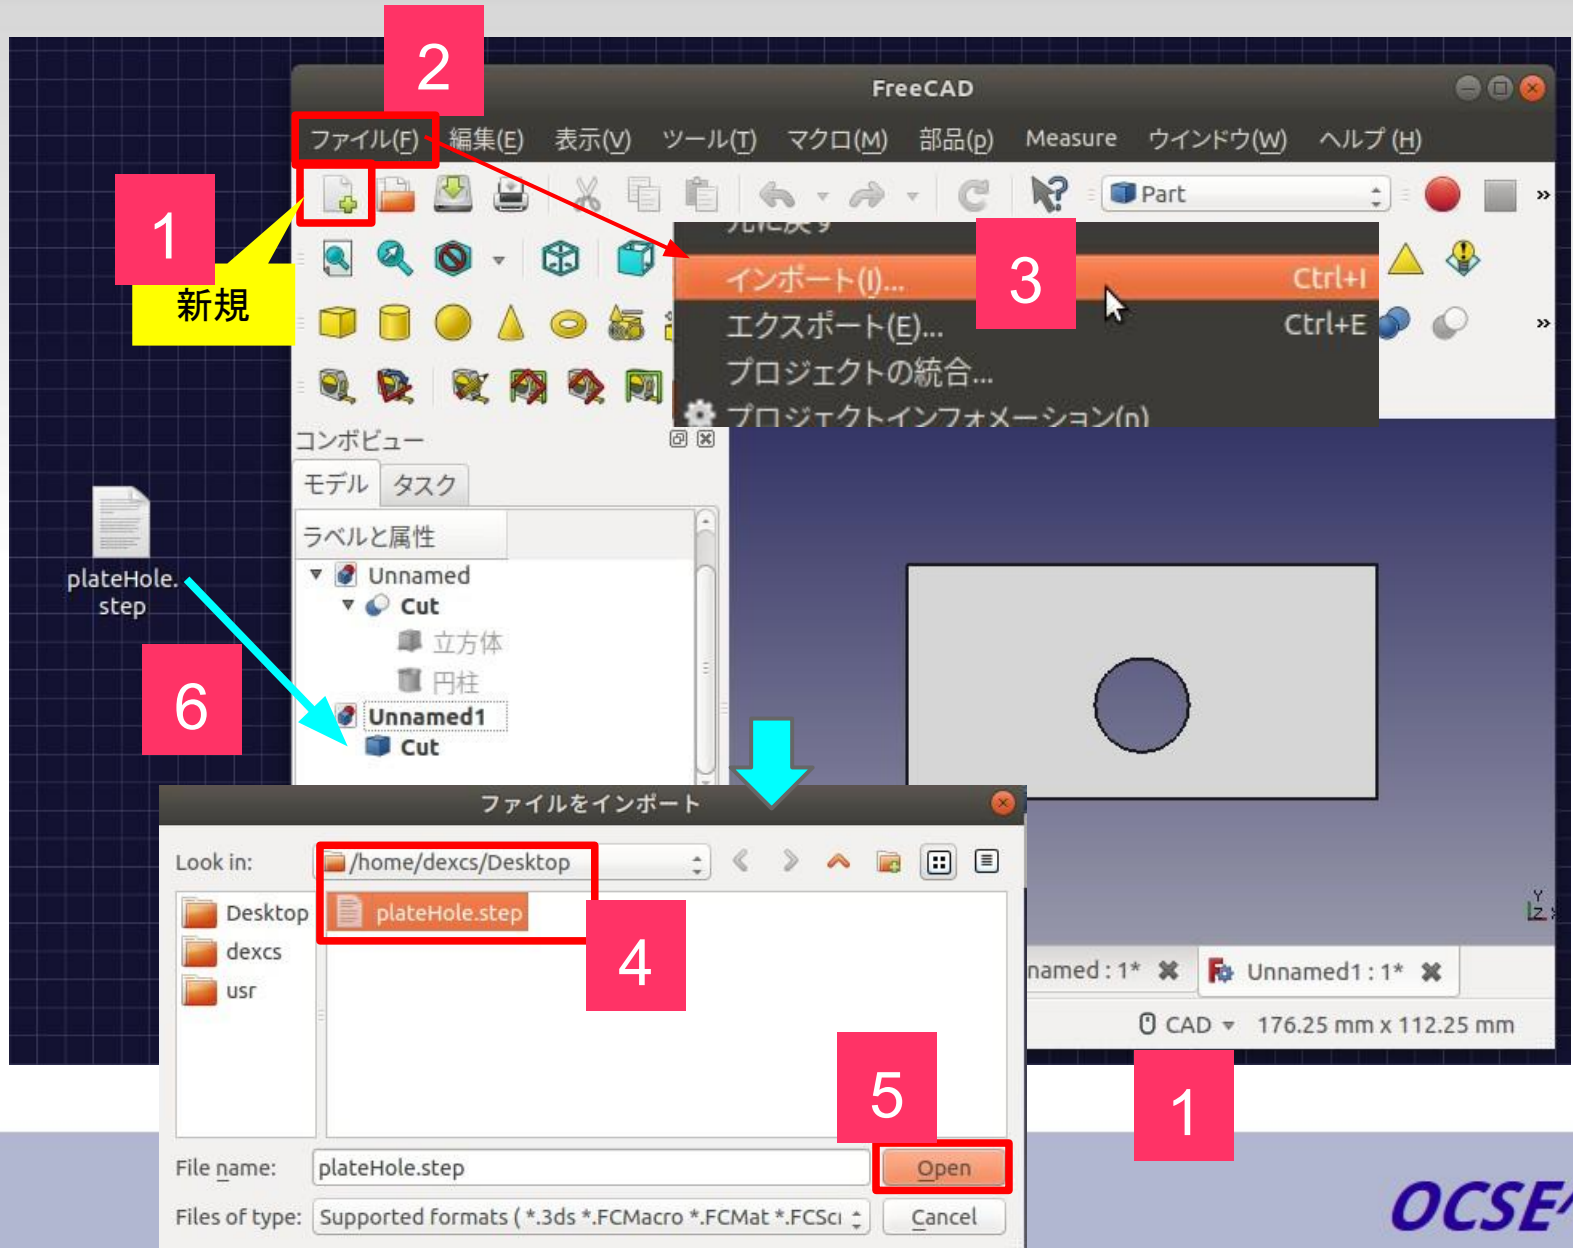 2
FreeCAD
ファイル(F) 編集(E) 表示(V) ツール(T) マクロ(M) 部品(p) Measure ウインドウ(W) ヘルプ(H)
1
Part
»
新規
元に戻す
インポート(I)... Ctrl+I
3
エクスポート(E)... Ctrl+E
»
プロジェクトの統合...
プロジェクトインフォメーション(n)
コンボビュー
モデル タスク
ラベルと属性
Unnamed
Cut
立方体
円柱
Unnamed1
Cut
plateHole.
step
6
ファイルをインポート
Look in: /home/dexcs/Desktop
Desktop
dexcs
usr
plateHole.step
4
Y
Z
named : 1* Unnamed1 : 1*
CAD 176.25 mm x 112.25 mm
5
1
File name: plateHole.step Open
Files of type: Supported formats ( *.3ds *.FCMacro *.FCMat *.FCScr Cancel
OCSE^